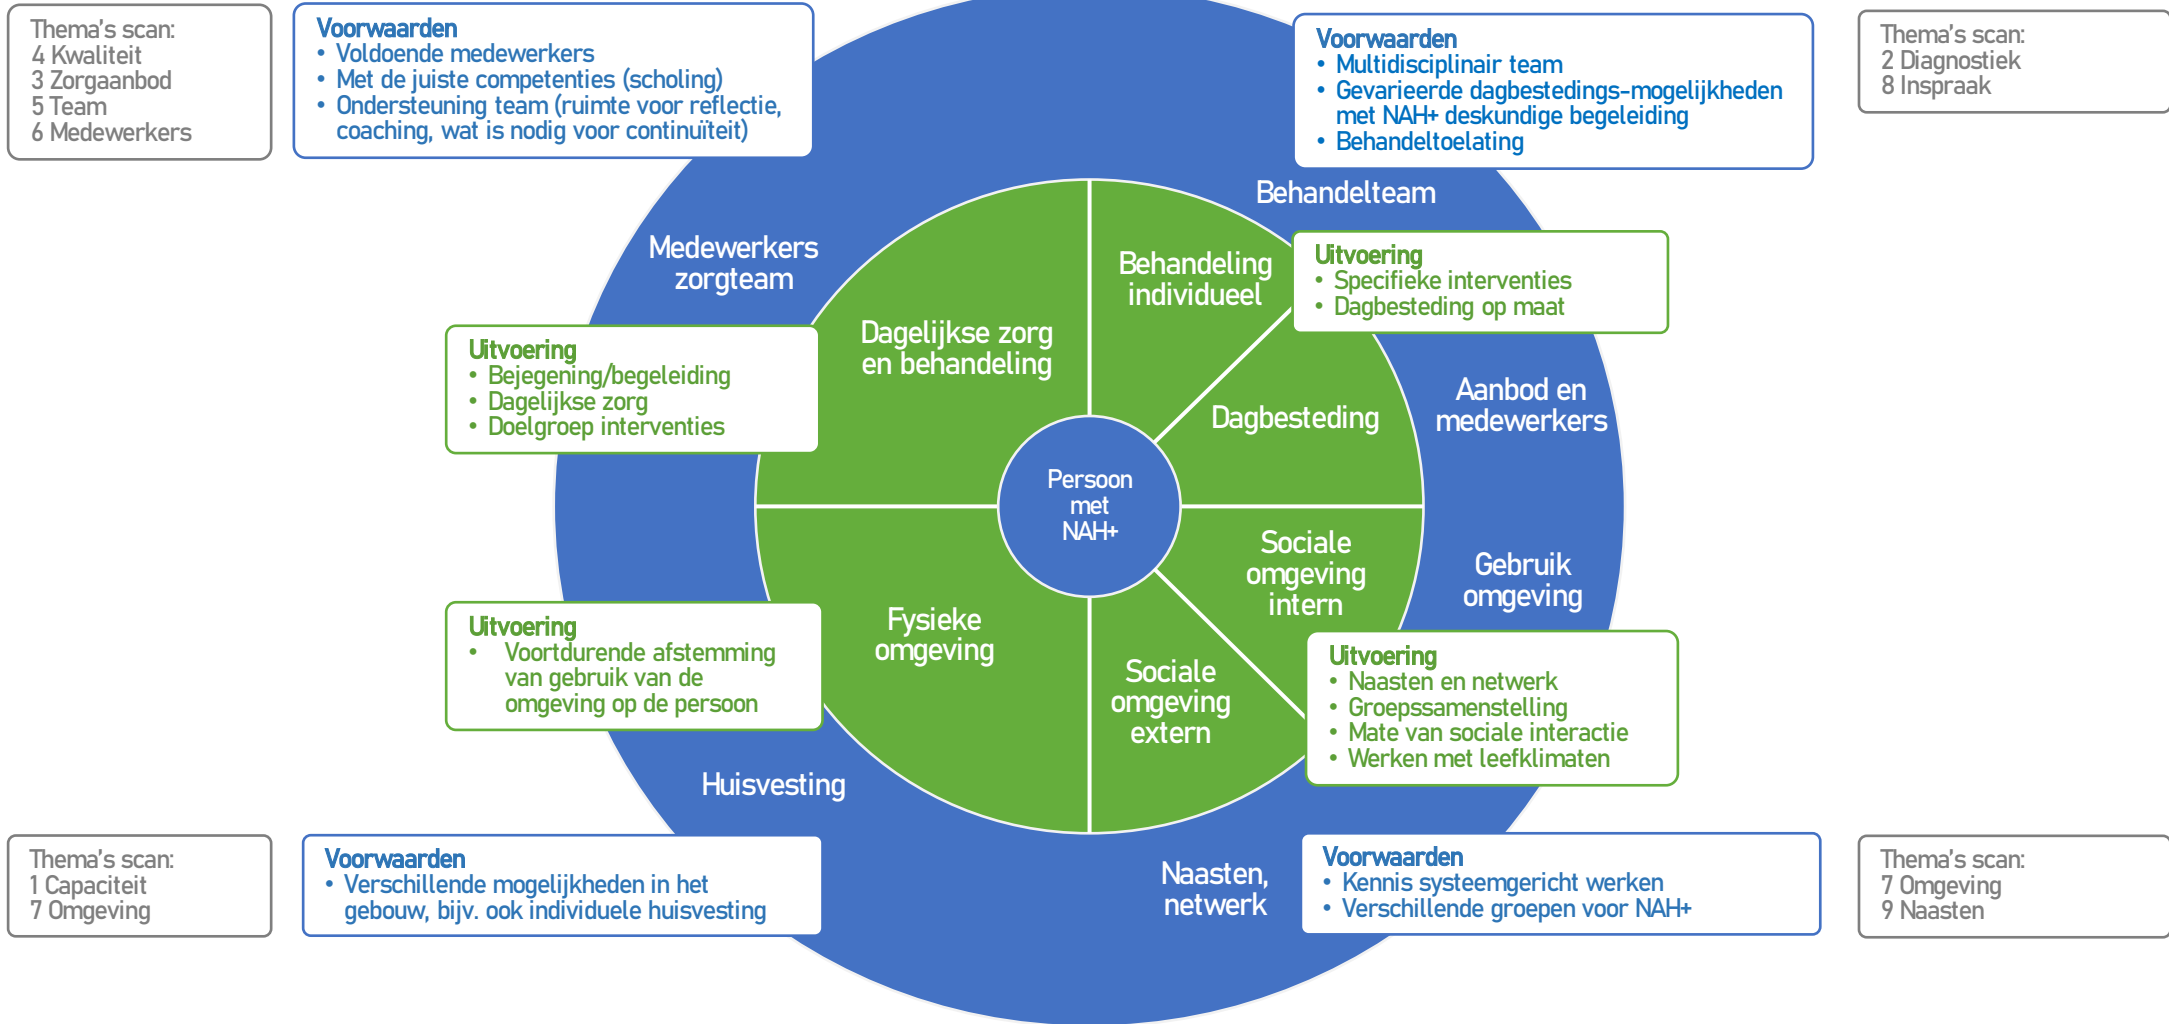 Thema's scan:
4 Kwaliteit
3 Zorgaanbod
5 Team
6 Medewerkers
Voorwaarden
• Voldoende medewerkers
• Met de juiste competenties (scholing)
• Ondersteuning team (ruimte voor reflectie,
coaching, wat is nodig voor continuïteit)
Voorwaarden
• Multidisciplinair team
• Gevarieerde dagbestedings-mogelijkheden
met NAH+ deskundige begeleiding
• Behandeltoelating
Thema's scan:
2 Diagnostiek
8 Inspraak
Behandelteam
Medewerkers
zorgteam
Behandeling
individueel
Uitvoering
• Specifieke interventies
• Dagbesteding op maat
Dagelijkse zorg
en behandeling
Uitvoering
• Bejegening/begeleiding
• Dagelijkse zorg
• Doelgroep interventies
Dagbesteding
Aanbod en
medewerkers
Persoon
met
NAH+
Sociale
omgeving
intern
Gebruik
omgeving
Uitvoering
• Voortdurende afstemming
van gebruik van de
omgeving op de persoon
Fysieke
omgeving
Sociale
omgeving
extern
Uitvoering
• Naasten en netwerk
• Groepssamenstelling
• Mate van sociale interactie
• Werken met leefklimaten
Huisvesting
Thema's scan:
1 Capaciteit
7 Omgeving
Voorwaarden
• Verschillende mogelijkheden in het
gebouw, bijv. ook individuele huisvesting
Naasten,
netwerk
Voorwaarden
• Kennis systeemgericht werken
• Verschillende groepen voor NAH+
Thema's scan:
7 Omgeving
9 Naasten